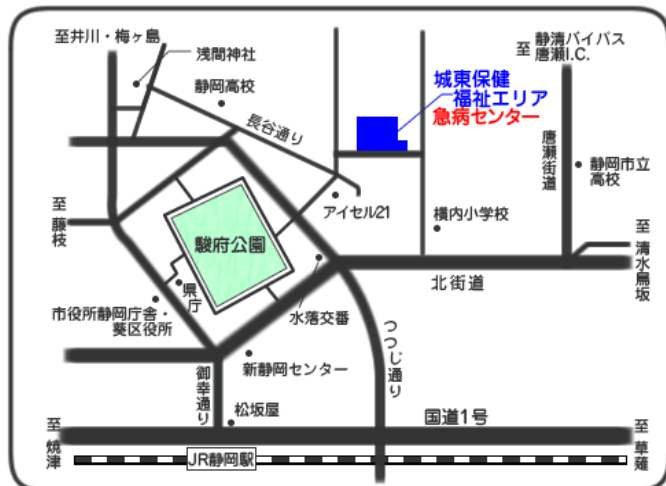 至井川・梅ヶ島
浅間神社
静岡高校
長谷通り
城東保健
福祉エリア
急病センター
至
静清バイパス
唐瀬I.C.
唐瀬街道
静岡市立
高校
至
藤枝
アイセル21
横内小学校
駿府公園
至
清水鳥坂
北街道
県庁
市役所静岡庁舎・
葵区役所
水落交番
つつじ通り
御幸通り
新静岡センター
松坂屋
国道1号
至
焼津
至
草薙
JR静岡駅